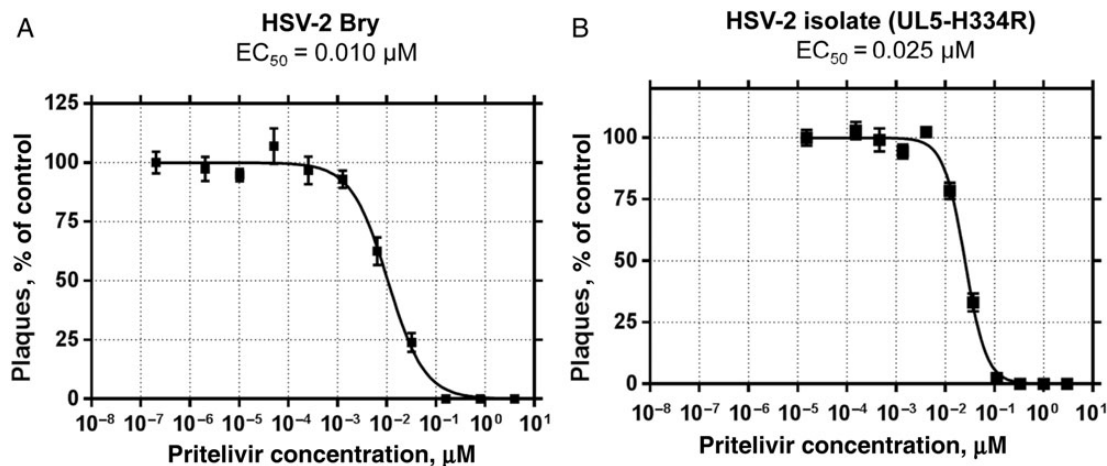 A
HSV-2 Bry
EC₅₀ = 0.010 µM
Plaques, % of control
125
100
75
50
25
0
10⁻⁸ 10⁻⁷ 10⁻⁶ 10⁻⁵ 10⁻⁴ 10⁻³ 10⁻² 10⁻¹ 10⁰ 10¹
Pritelivir concentration, µM
B
HSV-2 isolate (UL5-H334R)
EC₅₀ = 0.025 µM
Plaques, % of control
100
75
50
25
0
10⁻⁸ 10⁻⁷ 10⁻⁶ 10⁻⁵ 10⁻⁴ 10⁻³ 10⁻² 10⁻¹ 10⁰ 10¹
Pritelivir concentration, µM